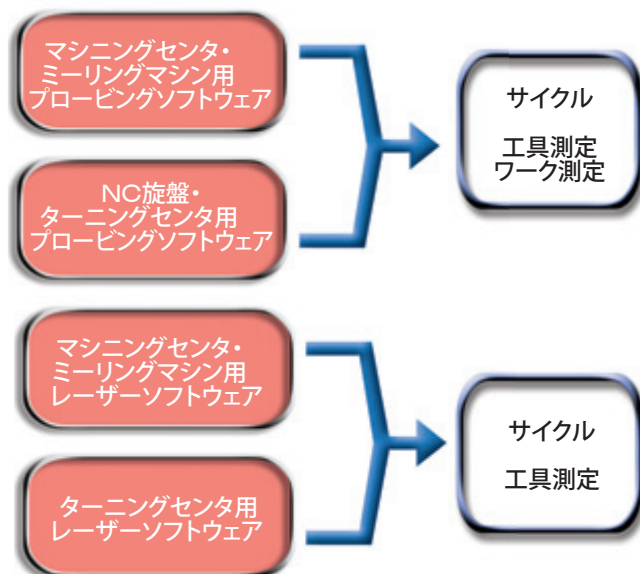 マシニングセンタ・
ミーリングマシン用
プロービングソフトウェア
サイクル
工具測定
ワーク測定
NC旋盤・
ターニングセンタ用
プロービングソフトウェア
マシニングセンタ・
ミーリングマシン用
レーザーソフトウェア
サイクル
工具測定
ターニングセンタ用
レーザーソフトウェア